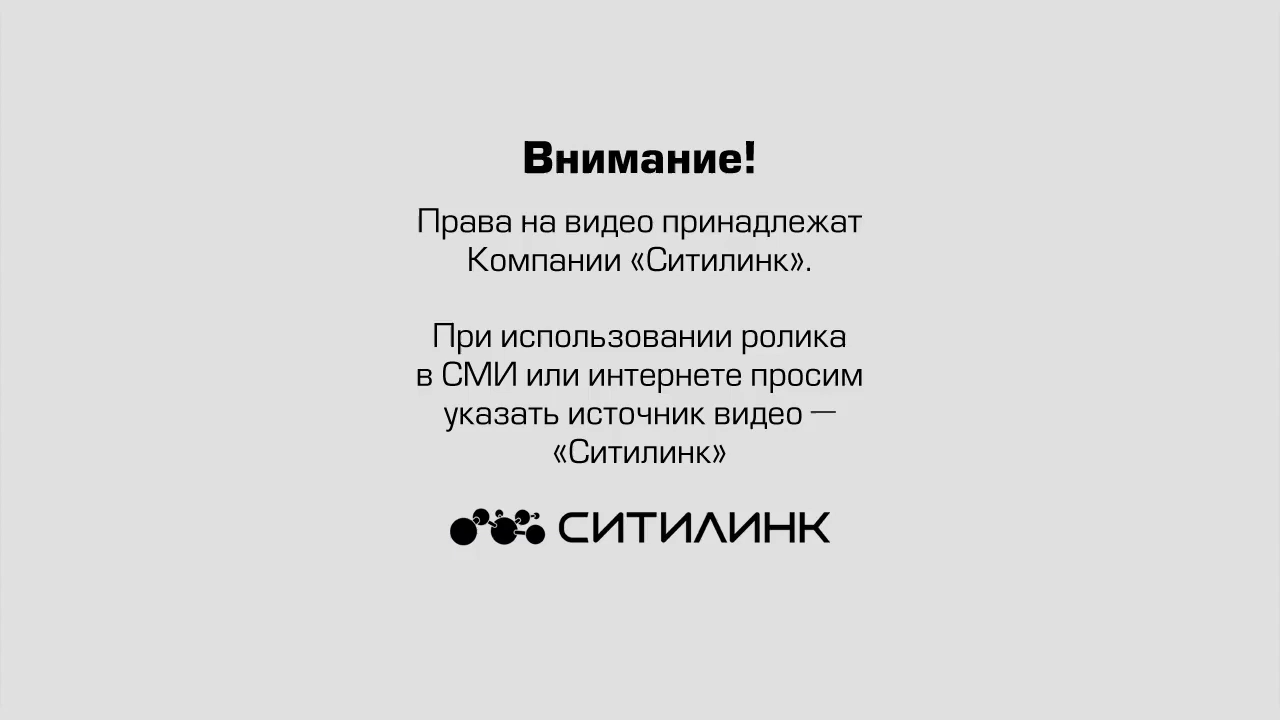 Внимание!
Права на видео принадлежат
Компании «Ситилинк».
При использовании ролика
в СМИ или интернете просим
указать источник видео —
«Ситилинк»
СИТИЛИНК